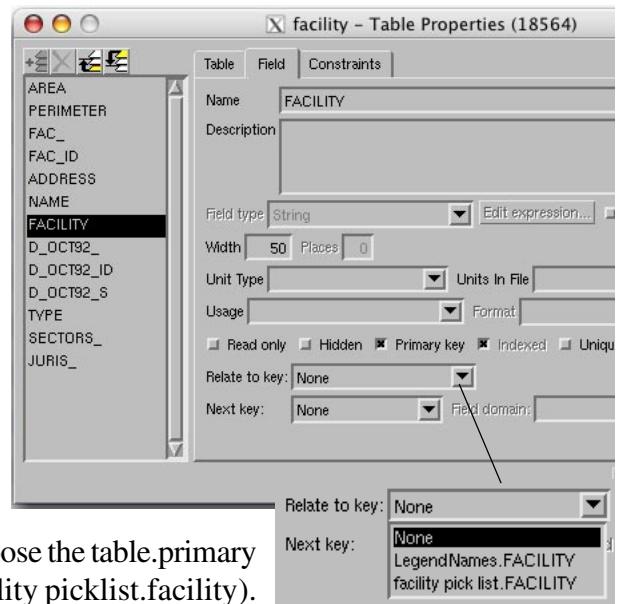 X facility – Table Properties (18564)
Table Field Constraints
AREA
PERIMETER
FAC_
FAC_ID
ADDRESS
NAME
FACILITY
D_OCT92_
D_OCT92_ID
D_OCT92_S
TYPE
SECTORS_
JURIS_
Name FACILITY
Description
Field type String Edit expression...
Width 50 Places 0
Unit Type Units In File
Usage Format
Read only Hidden Primary key Indexed Uniqu
Relate to key: None
Next key: None Field domain:
Relate to key: None
Next key: None
LegendNames.FACILITY
facility pick list.FACILITY
ose the table.primary
lity picklist.facility).